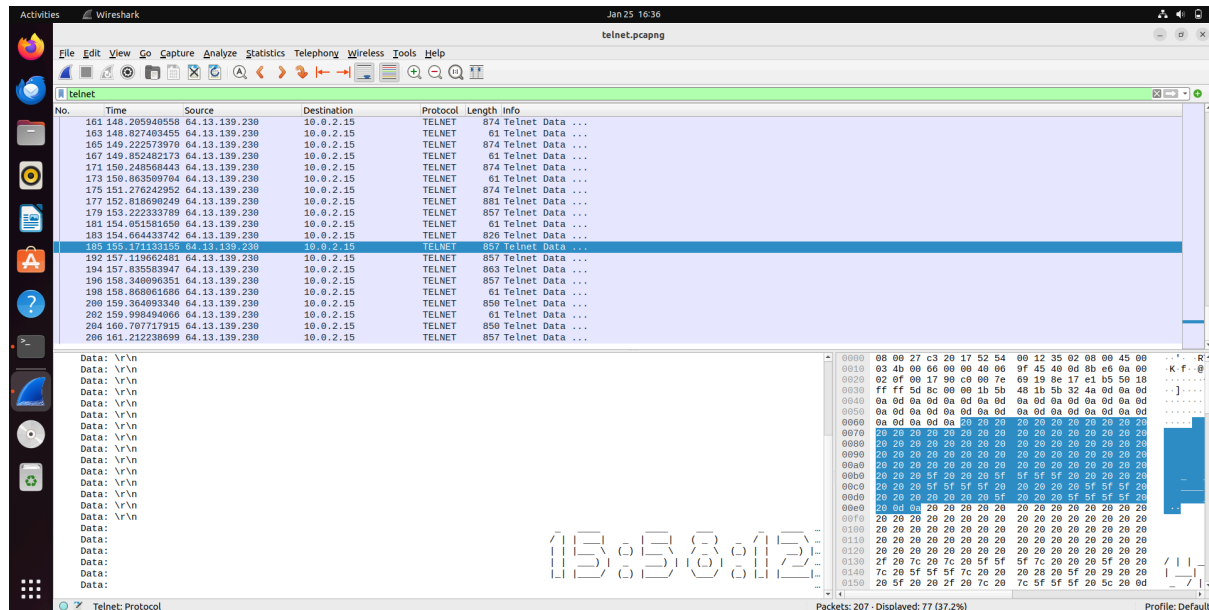 Activities Wireshark Jan 25 16:36
telnet.pcapng
File Edit View Go Capture Analyze Statistics Telephony Wireless Tools Help
telnet
No. Time Source Destination Protocol Length Info
161 148.205940558 64.13.139.230 10.0.2.15 TELNET 874 Telnet Data ...
163 148.827403455 64.13.139.230 10.0.2.15 TELNET 61 Telnet Data ...
165 149.222573970 64.13.139.230 10.0.2.15 TELNET 874 Telnet Data ...
167 149.852482173 64.13.139.230 10.0.2.15 TELNET 61 Telnet Data ...
171 150.248568443 64.13.139.230 10.0.2.15 TELNET 874 Telnet Data ...
173 150.863509704 64.13.139.230 10.0.2.15 TELNET 61 Telnet Data ...
175 151.276242952 64.13.139.230 10.0.2.15 TELNET 874 Telnet Data ...
177 152.818690249 64.13.139.230 10.0.2.15 TELNET 881 Telnet Data ...
179 153.222333789 64.13.139.230 10.0.2.15 TELNET 857 Telnet Data ...
181 154.051581650 64.13.139.230 10.0.2.15 TELNET 61 Telnet Data ...
183 154.664433742 64.13.139.230 10.0.2.15 TELNET 826 Telnet Data ...
185 155.171133155 64.13.139.230 10.0.2.15 TELNET 857 Telnet Data ...
192 157.119662481 64.13.139.230 10.0.2.15 TELNET 857 Telnet Data ...
194 157.835583947 64.13.139.230 10.0.2.15 TELNET 863 Telnet Data ...
196 158.340096351 64.13.139.230 10.0.2.15 TELNET 857 Telnet Data ...
198 158.868061686 64.13.139.230 10.0.2.15 TELNET 61 Telnet Data ...
200 159.364093340 64.13.139.230 10.0.2.15 TELNET 850 Telnet Data ...
202 159.998494066 64.13.139.230 10.0.2.15 TELNET 61 Telnet Data ...
204 160.707717915 64.13.139.230 10.0.2.15 TELNET 850 Telnet Data ...
206 161.212238699 64.13.139.230 10.0.2.15 TELNET 857 Telnet Data ...
Data: \r\n
Data: \r\n
Data: \r\n
Data: \r\n
Data: \r\n
Data: \r\n
Data: \r\n
Data: \r\n
Data: \r\n
Data: \r\n
Data: \r\n
Data: \r\n
Data: \r\n
Data: \r\n
Data:    _   ____      ____    ___      _   ____  …
Data:   / | | ___|  _  | ___|  ( _ )  _  / | |___ \ …
Data:   | | |___ \ (_) |___ \  / _ \ (_) | |   __) |…
Data:   | |  ___) | _   ___) | | (_) | _  | |  / __/ …
Data:   |_| |____/ (_) |____/   \___/ (_) |_| |_____|…
Data:
0000 08 00 27 c3 20 17 52 54 00 12 35 02 08 00 45 00
0010 03 4b 00 66 00 00 40 06 9f 45 40 0d 8b e6 0a 00
0020 02 0f 00 17 90 c0 00 7e 69 19 8e 17 e1 b5 50 18
0030 ff ff 5d 8c 00 00 1b 5b 48 1b 5b 32 4a 0d 0a 0d
0040 0a 0d 0a 0d 0a 0d 0a 0d 0a 0d 0a 0d 0a 0d 0a 0d
0050 0a 0d 0a 0d 0a 0d 0a 0d 0a 0d 0a 0d 0a 0d 0a 0d
0060 0a 0d 0a 0d 0a 20 20 20 20 20 20 20 20 20 20 20
0070 20 20 20 20 20 20 20 20 20 20 20 20 20 20 20 20
0080 20 20 20 20 20 20 20 20 20 20 20 20 20 20 20 20
0090 20 20 20 20 20 20 20 20 20 20 20 20 20 20 20 20
00a0 20 20 20 20 20 20 20 20 20 20 20 20 20 20 20 20
00b0 20 20 20 5f 20 20 20 5f 5f 5f 5f 20 20 20 20 20
00c0 20 20 20 5f 5f 5f 5f 20 20 20 20 20 5f 5f 5f 20
00d0 20 20 20 20 20 20 20 5f 20 20 20 5f 5f 5f 5f 20
00e0 20 0d 0a 20 20 20 20 20 20 20 20 20 20 20 20 20
00f0 20 20 20 20 20 20 20 20 20 20 20 20 20 20 20 20
0100 20 20 20 20 20 20 20 20 20 20 20 20 20 20 20 20
0110 20 20 20 20 20 20 20 20 20 20 20 20 20 20 20 20
0120 20 20 20 20 20 20 20 20 20 20 20 20 20 20 20 20
0130 2f 20 7c 20 7c 20 5f 5f 5f 7c 20 20 20 5f 20 20
0140 7c 20 5f 5f 5f 7c 20 20 20 28 20 5f 20 29 20 20
0150 20 5f 20 20 2f 20 7c 20 7c 5f 5f 5f 20 5c 20 0d
Telnet: Protocol
Packets: 207 · Displayed: 77 (37.2%)
Profile: Default